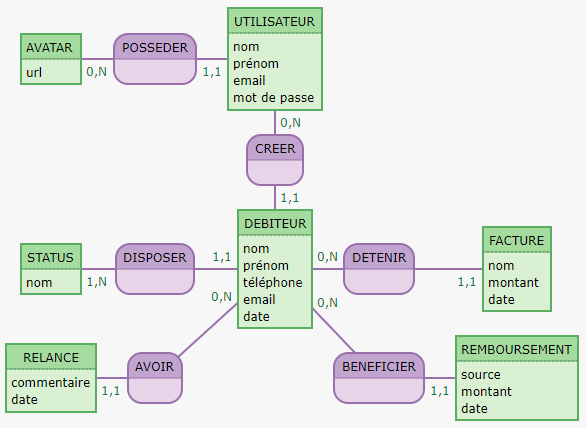 UTILISATEUR
nom
prénom
email
mot de passe
AVATAR
url
0,N
POSSEDER
1,1
0,N
CREER
1,1
DEBITEUR
nom
prénom
téléphone
email
date
STATUS
nom
1,N
DISPOSER
1,1
0,N
DETENIR
1,1
FACTURE
nom
montant
date
0,N
AVOIR
1,1
RELANCE
commentaire
date
0,N
BENEFICIER
1,1
REMBOURSEMENT
source
montant
date